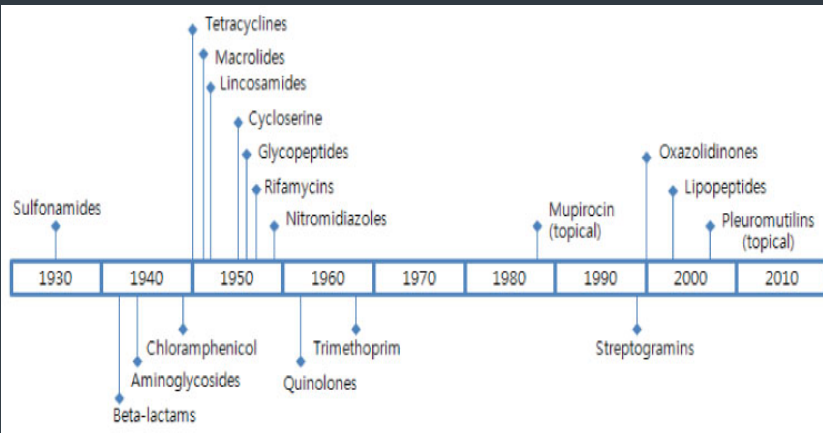 Tetracyclines
Macrolides
Lincosamides
Cycloserine
Glycopeptides
Rifamycins
Nitromidiazoles
Sulfonamides
Mupirocin
(topical)
Oxazolidinones
Lipopeptides
Pleuromutilins
(topical)
1930 1940 1950 1960 1970 1980 1990 2000 2010
Chloramphenicol
Aminoglycosides
Beta-lactams
Trimethoprim
Quinolones
Streptogramins